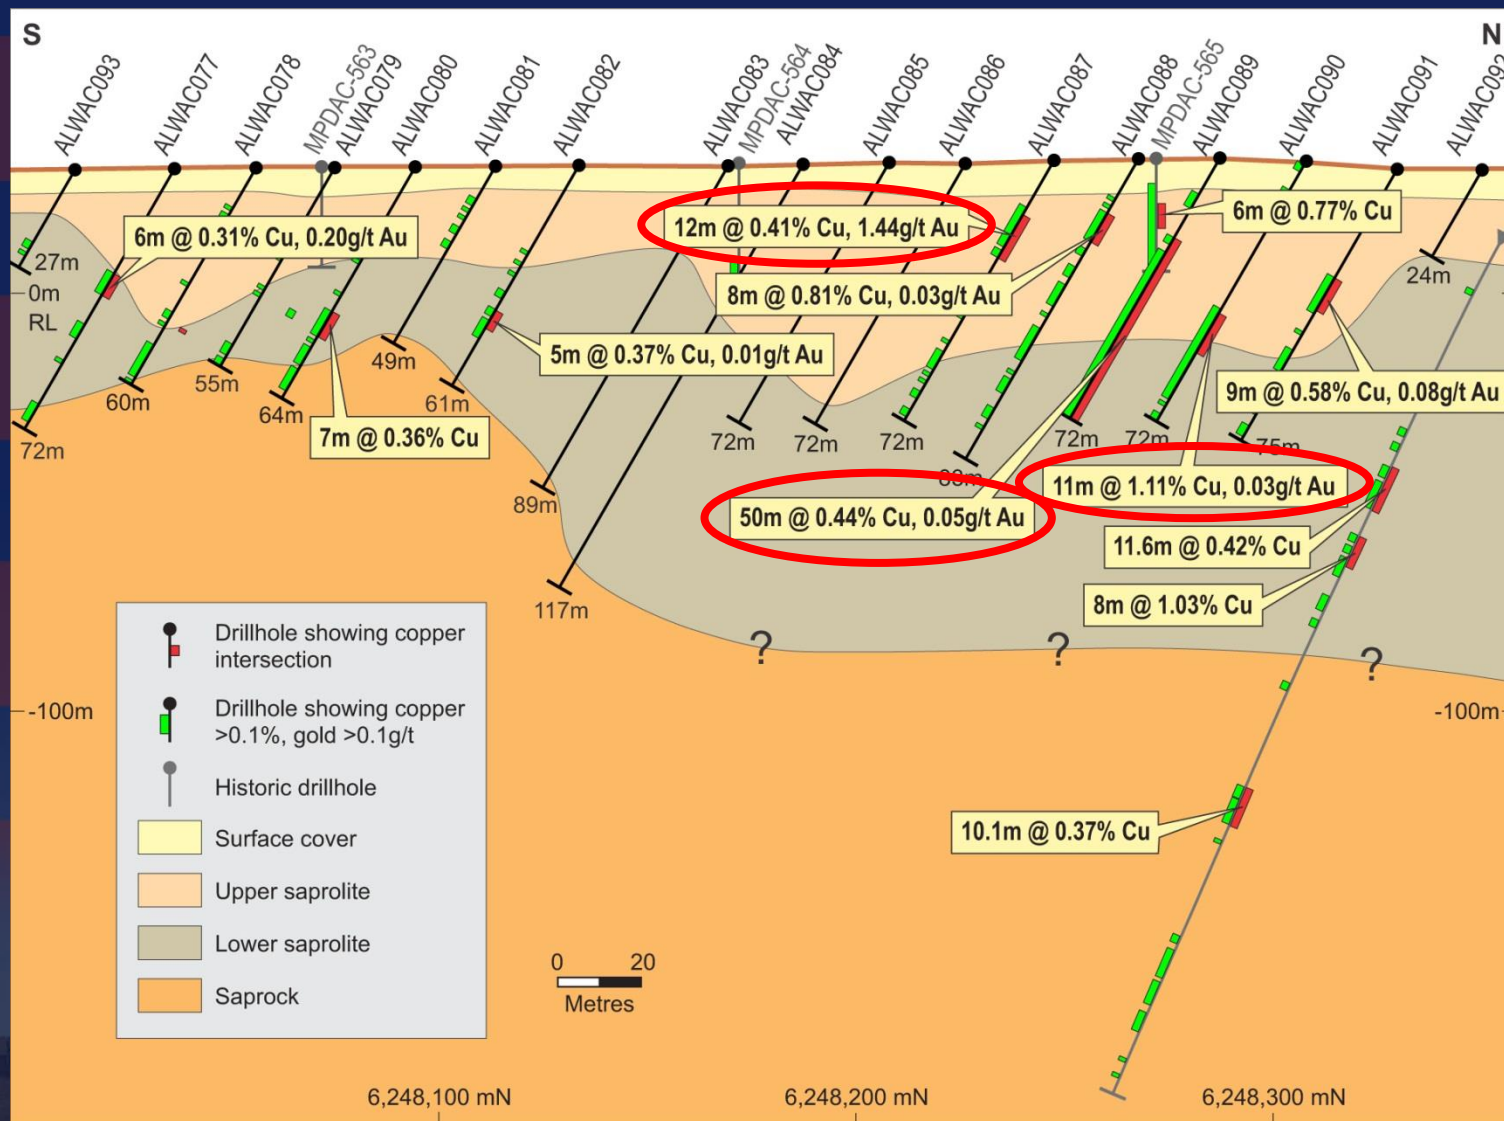 S
N
ALWAC093
ALWAC077
ALWAC078
MPDAC-563
ALWAC079
ALWAC080
ALWAC081
ALWAC082
ALWAC083
MPDAC-564
ALWAC084
ALWAC085
ALWAC086
ALWAC087
ALWAC088
MPDAC-565
ALWAC089
ALWAC090
ALWAC091
ALWAC092
6m @ 0.31% Cu, 0.20g/t Au
12m @ 0.41% Cu, 1.44g/t Au
6m @ 0.77% Cu
27m
0m
RL
24m
8m @ 0.81% Cu, 0.03g/t Au
5m @ 0.37% Cu, 0.01g/t Au
49m
55m
60m
61m
64m
72m
7m @ 0.36% Cu
9m @ 0.58% Cu, 0.08g/t Au
72m
72m
72m
72m
72m
75m
83m
89m
11m @ 1.11% Cu, 0.03g/t Au
50m @ 0.44% Cu, 0.05g/t Au
11.6m @ 0.42% Cu
8m @ 1.03% Cu
117m
?
?
?
-100m
-100m
10.1m @ 0.37% Cu
Drillhole showing copper
intersection
Drillhole showing copper
>0.1%, gold >0.1g/t
Historic drillhole
Surface cover
Upper saprolite
Lower saprolite
Saprock
0 20
Metres
6,248,100 mN
6,248,200 mN
6,248,300 mN